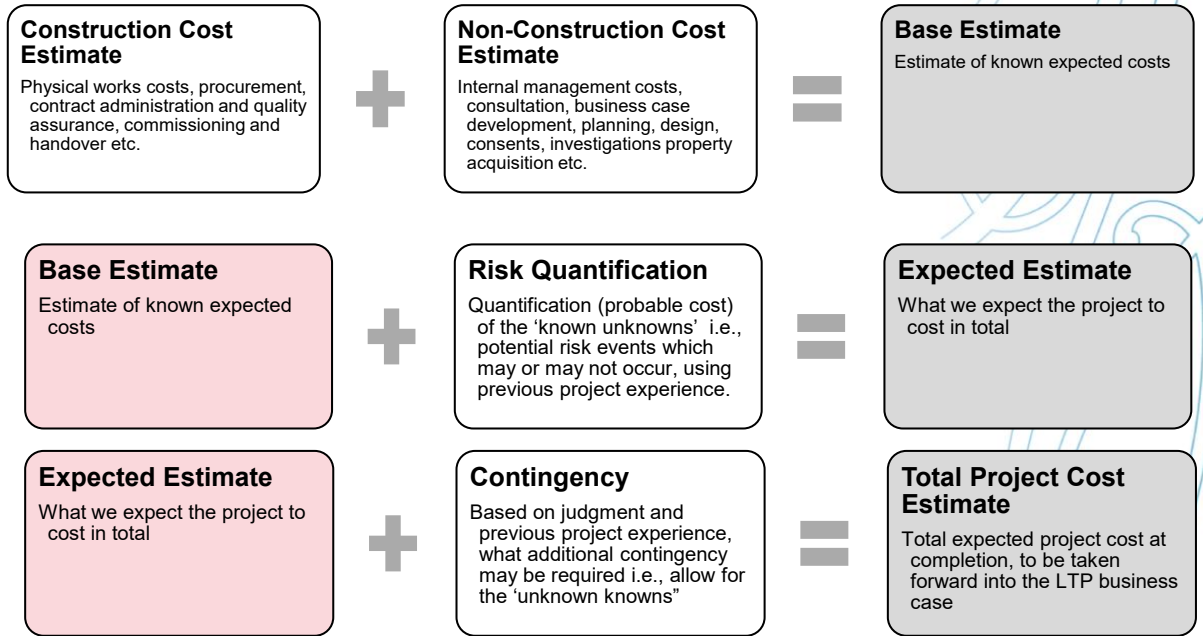 Construction Cost
Estimate
Physical works costs, procurement,
contract administration and quality
assurance, commissioning and
handover etc.
Non-Construction Cost
Estimate
Internal management costs,
consultation, business case
development, planning, design,
consents, investigations property
acquisition etc.
Base Estimate
Estimate of known expected costs
Base Estimate
Estimate of known expected
costs
Risk Quantification
Quantification (probable cost)
of the ‘known unknowns’ i.e.,
potential risk events which
may or may not occur, using
previous project experience.
Expected Estimate
What we expect the project to
cost in total
Expected Estimate
What we expect the project to
cost in total
Contingency
Based on judgment and
previous project experience,
what additional contingency
may be required i.e., allow for
the ‘unknown knowns”
Total Project Cost
Estimate
Total expected project cost at
completion, to be taken
forward into the LTP business
case